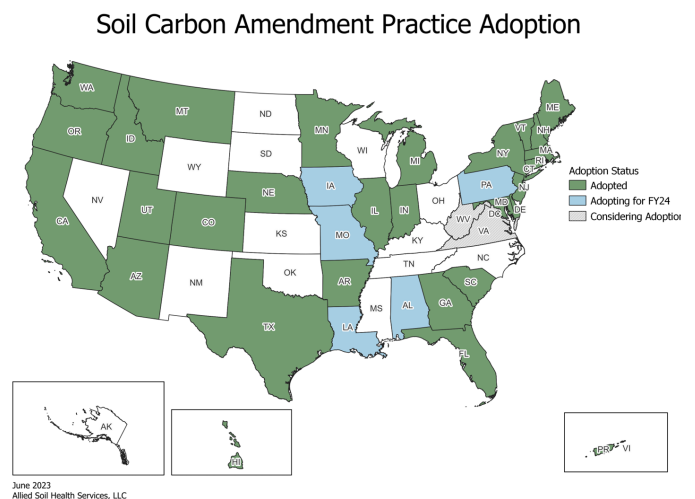 Soil Carbon Amendment Practice Adoption
WA
MT
ND
MN
ME
OR
ID
SD
WI
MI
VT
NH
NY
MA
RI
CT
WY
IA
NE
PA
NJ
NV
UT
CO
IL
IN
OH
MD
DE
DC
WV
VA
CA
KS
MO
KY
AZ
NM
OK
AR
TN
NC
SC
TX
MS
AL
GA
LA
FL
Adoption Status
Adopted
Adopting for FY24
Considering Adoption
AK
HI
PR
VI
June 2023
Allied Soil Health Services, LLC